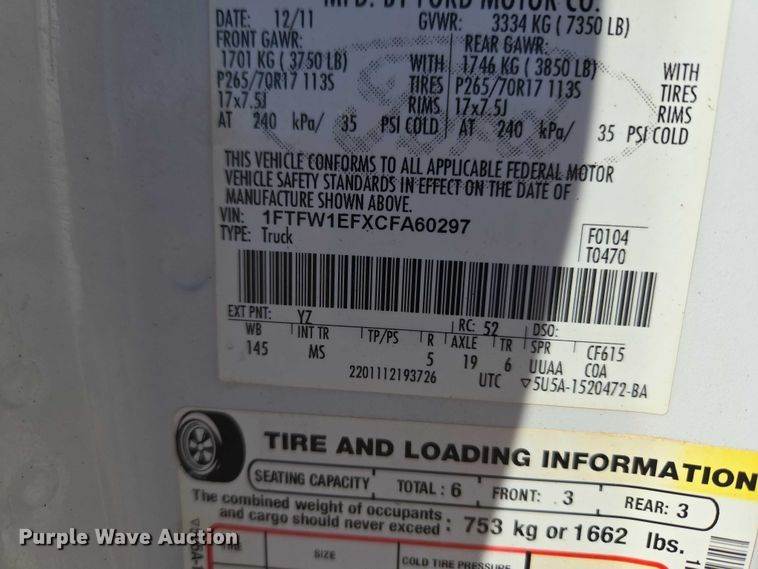 MFD. BY FORD MOTOR CO.
DATE: 12/11 GVWR: 3334 KG ( 7350 LB)
FRONT GAWR: REAR GAWR:
1701 KG ( 3750 LB) WITH 1746 KG ( 3850 LB) WITH
P265/70R17 113S TIRES P265/70R17 113S TIRES
17x7.5J RIMS 17x7.5J RIMS
AT 240 kPa/ 35 PSI COLD AT 240 kPa/ 35 PSI COLD
THIS VEHICLE CONFORMS TO ALL APPLICABLE FEDERAL MOTOR
VEHICLE SAFETY STANDARDS IN EFFECT ON THE DATE OF
MANUFACTURE SHOWN ABOVE.
VIN: 1FTFW1EFXCFA60297
TYPE: Truck
F0104
T0470
EXT PNT: YZ RC: 52 DSO:
WB INT TR TP/PS R AXLE TR SPR CF615
145 MS 5 19 6 UUAA COA
2201112193726 UTC ▽5U5A-1520472-BA
TIRE AND LOADING INFORMATION
SEATING CAPACITY TOTAL : 6 FRONT: 3 REAR: 3
The combined weight of occupants
and cargo should never exceed : 753 kg or 1662 lbs.
TIRE SIZE COLD TIRE PRESSURE
Purple Wave Auction